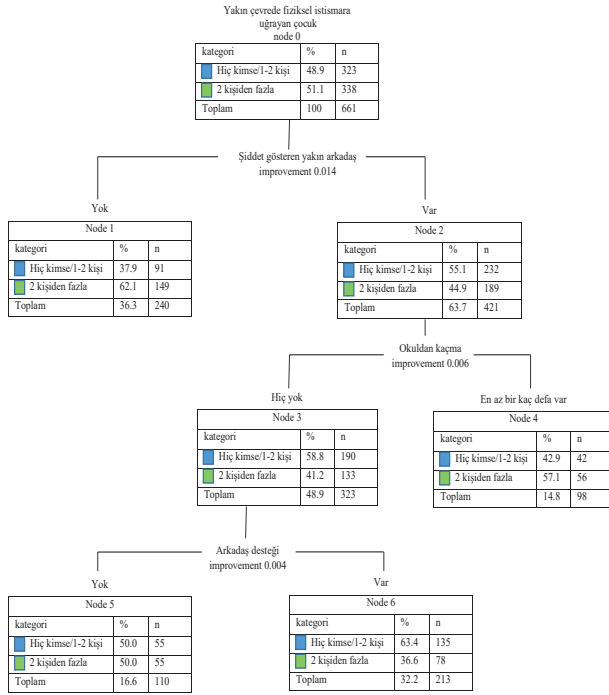 Yakın çevrede fiziksel istismara
uğrayan çocuk
node 0
kategori % n
Hiç kimse/1-2 kişi 48.9 323
2 kişiden fazla 51.1 338
Toplam 100 661
Şiddet gösteren yakın arkadaş
improvement 0.014
Yok
Node 1
kategori % n
Hiç kimse/1-2 kişi 37.9 91
2 kişiden fazla 62.1 149
Toplam 36.3 240
Var
Node 2
kategori % n
Hiç kimse/1-2 kişi 55.1 232
2 kişiden fazla 44.9 189
Toplam 63.7 421
Okuldan kaçma
improvement 0.006
Hiç yok
Node 3
kategori % n
Hiç kimse/1-2 kişi 58.8 190
2 kişiden fazla 41.2 133
Toplam 48.9 323
En az bir kaç defa var
Node 4
kategori % n
Hiç kimse/1-2 kişi 42.9 42
2 kişiden fazla 57.1 56
Toplam 14.8 98
Arkadaş desteği
improvement 0.004
Yok
Node 5
kategori % n
Hiç kimse/1-2 kişi 50.0 55
2 kişiden fazla 50.0 55
Toplam 16.6 110
Var
Node 6
kategori % n
Hiç kimse/1-2 kişi 63.4 135
2 kişiden fazla 36.6 78
Toplam 32.2 213